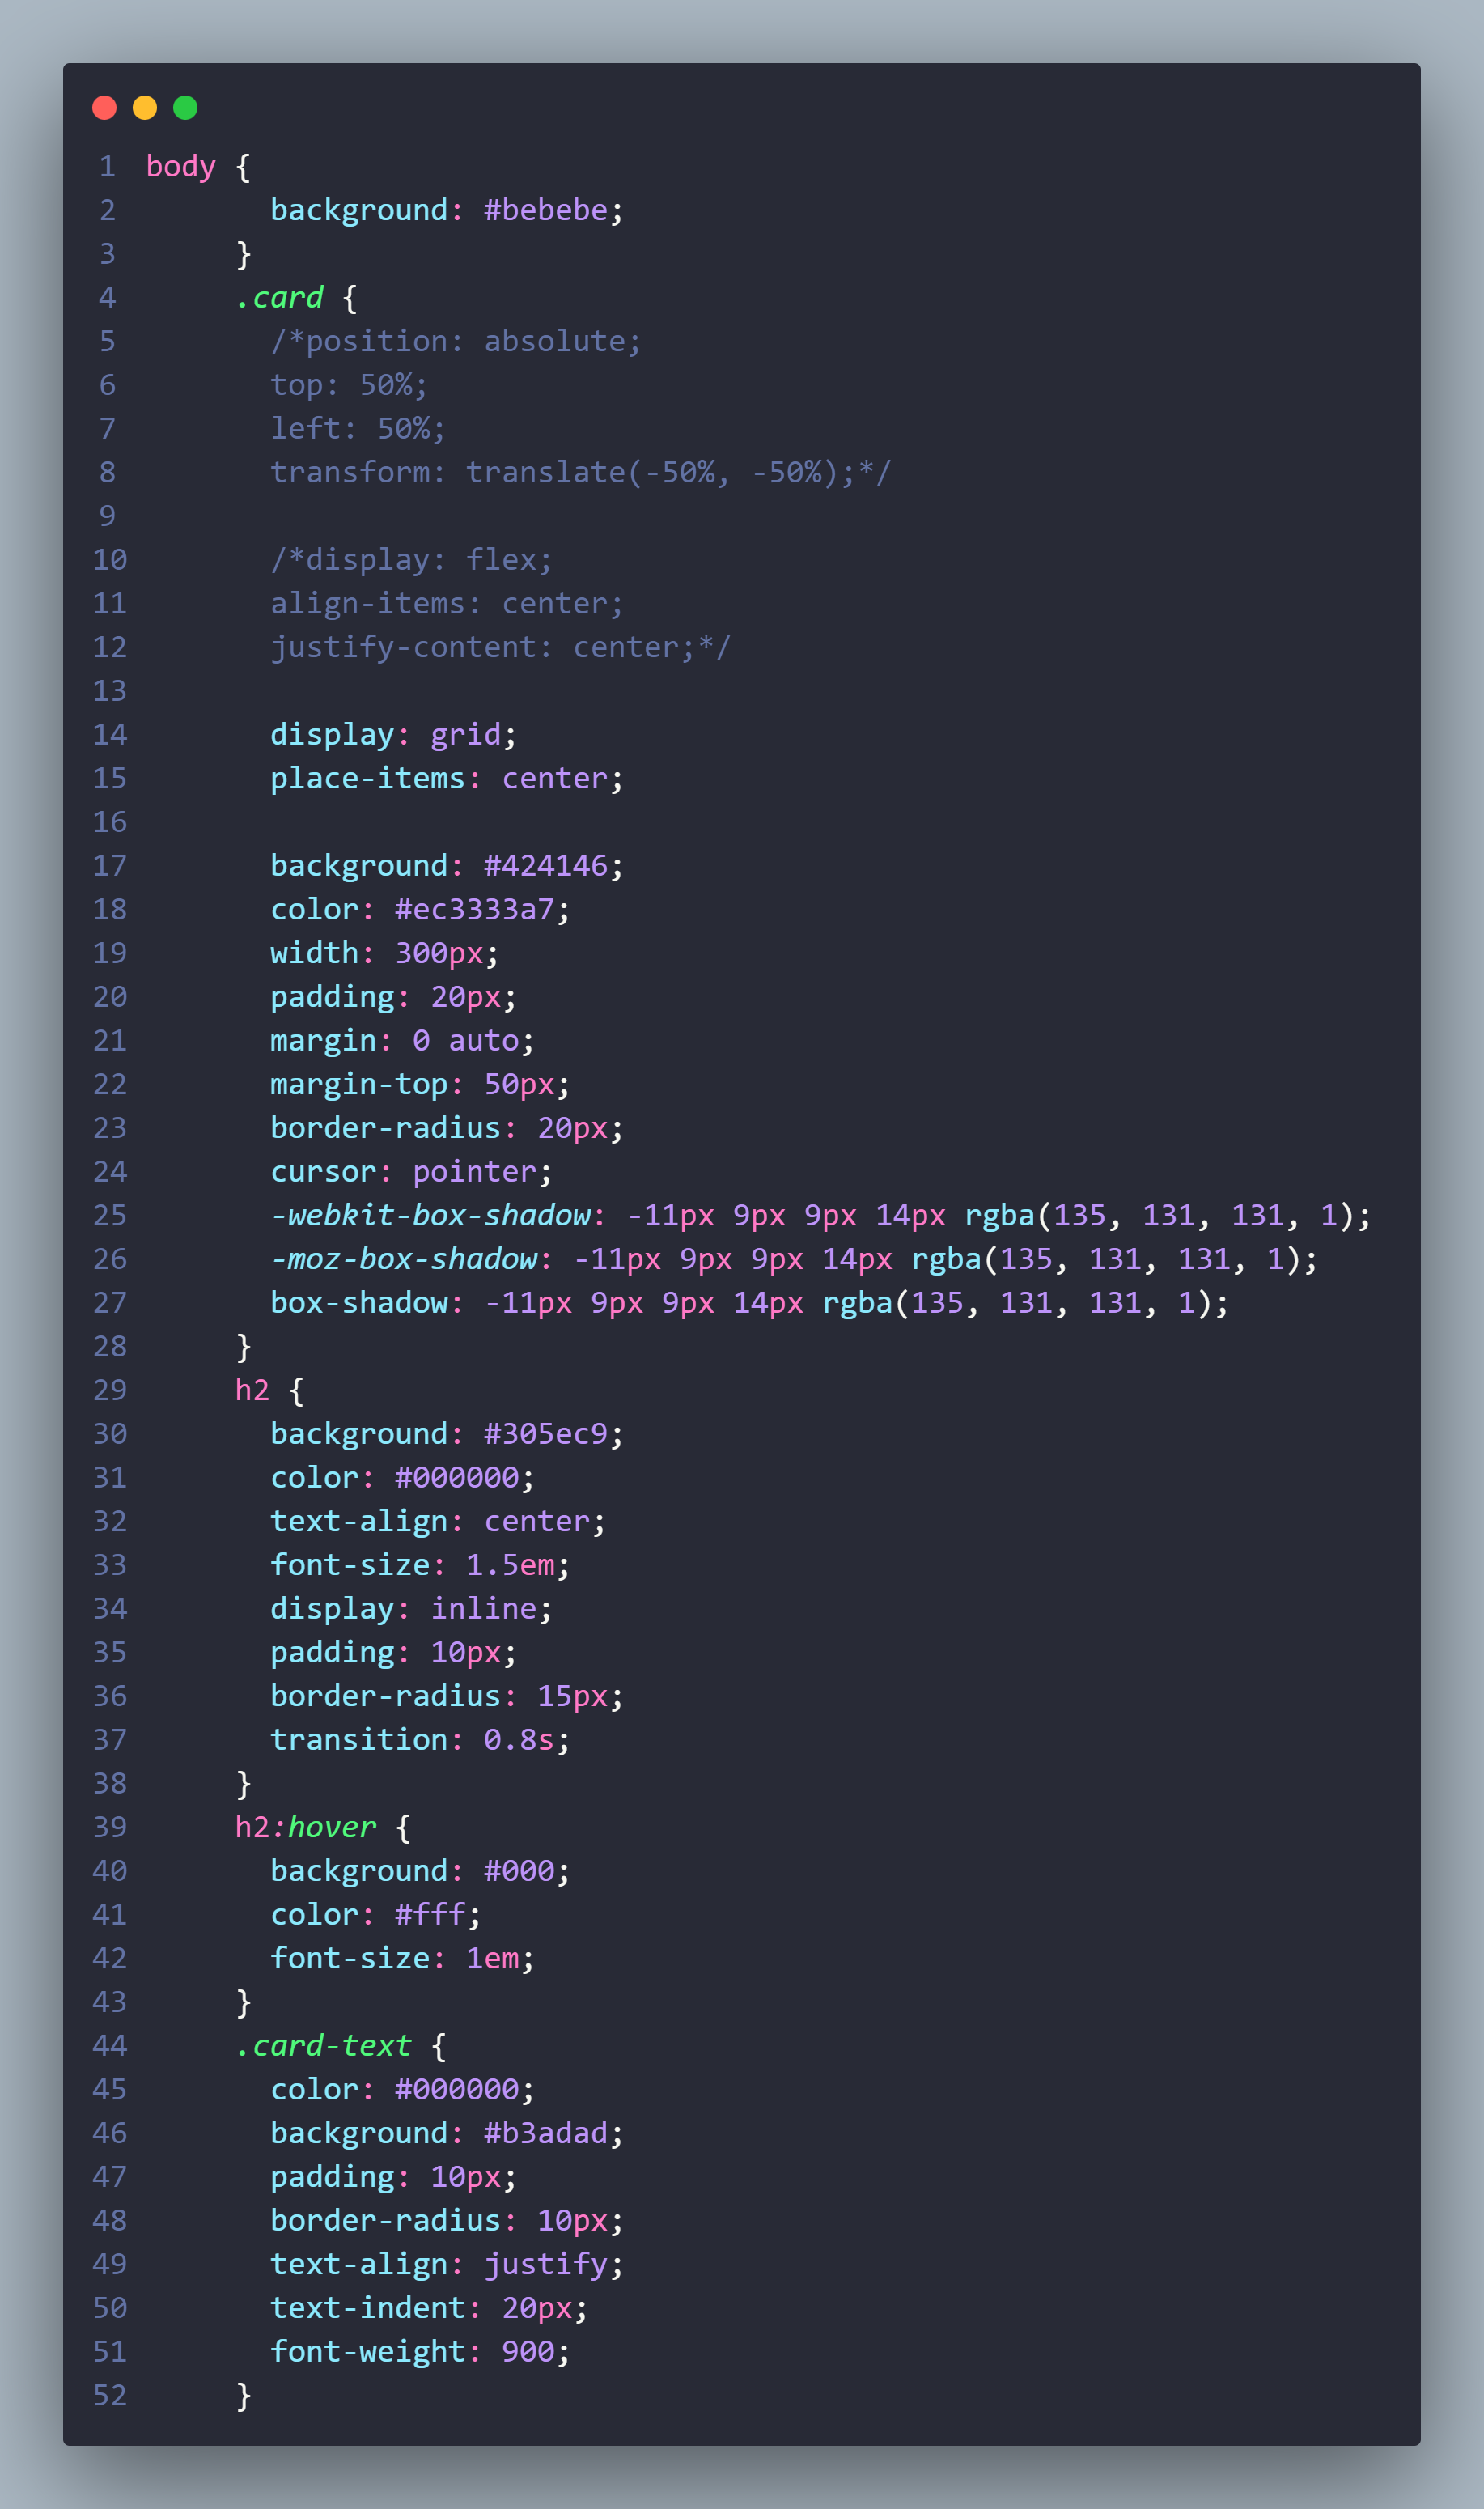 1 body {
2         background: #bebebe;
3       }
4       .card {
5         /*position: absolute;
6         top: 50%;
7         left: 50%;
8         transform: translate(-50%, -50%);*/
9
10         /*display: flex;
11         align-items: center;
12         justify-content: center;*/
13
14         display: grid;
15         place-items: center;
16
17         background: #424146;
18         color: #ec3333a7;
19         width: 300px;
20         padding: 20px;
21         margin: 0 auto;
22         margin-top: 50px;
23         border-radius: 20px;
24         cursor: pointer;
25         -webkit-box-shadow: -11px 9px 9px 14px rgba(135, 131, 131, 1);
26         -moz-box-shadow: -11px 9px 9px 14px rgba(135, 131, 131, 1);
27         box-shadow: -11px 9px 9px 14px rgba(135, 131, 131, 1);
28       }
29       h2 {
30         background: #305ec9;
31         color: #000000;
32         text-align: center;
33         font-size: 1.5em;
34         display: inline;
35         padding: 10px;
36         border-radius: 15px;
37         transition: 0.8s;
38       }
39       h2:hover {
40         background: #000;
41         color: #fff;
42         font-size: 1em;
43       }
44       .card-text {
45         color: #000000;
46         background: #b3adad;
47         padding: 10px;
48         border-radius: 10px;
49         text-align: justify;
50         text-indent: 20px;
51         font-weight: 900;
52       }